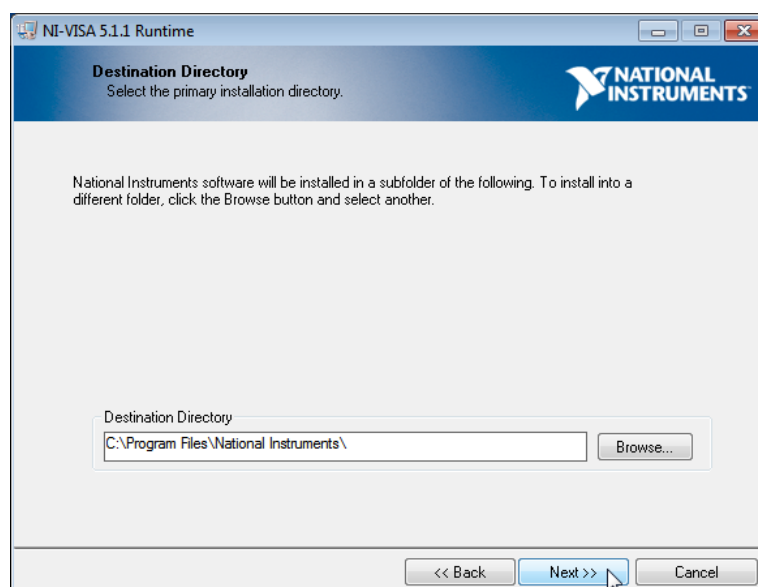 NI-VISA 5.1.1 Runtime
Destination Directory
Select the primary installation directory.
NATIONAL
INSTRUMENTS
National Instruments software will be installed in a subfolder of the following. To install into a
different folder, click the Browse button and select another.
Destination Directory
C:\Program Files\National Instruments\
Browse...
<< Back
Next >>
Cancel